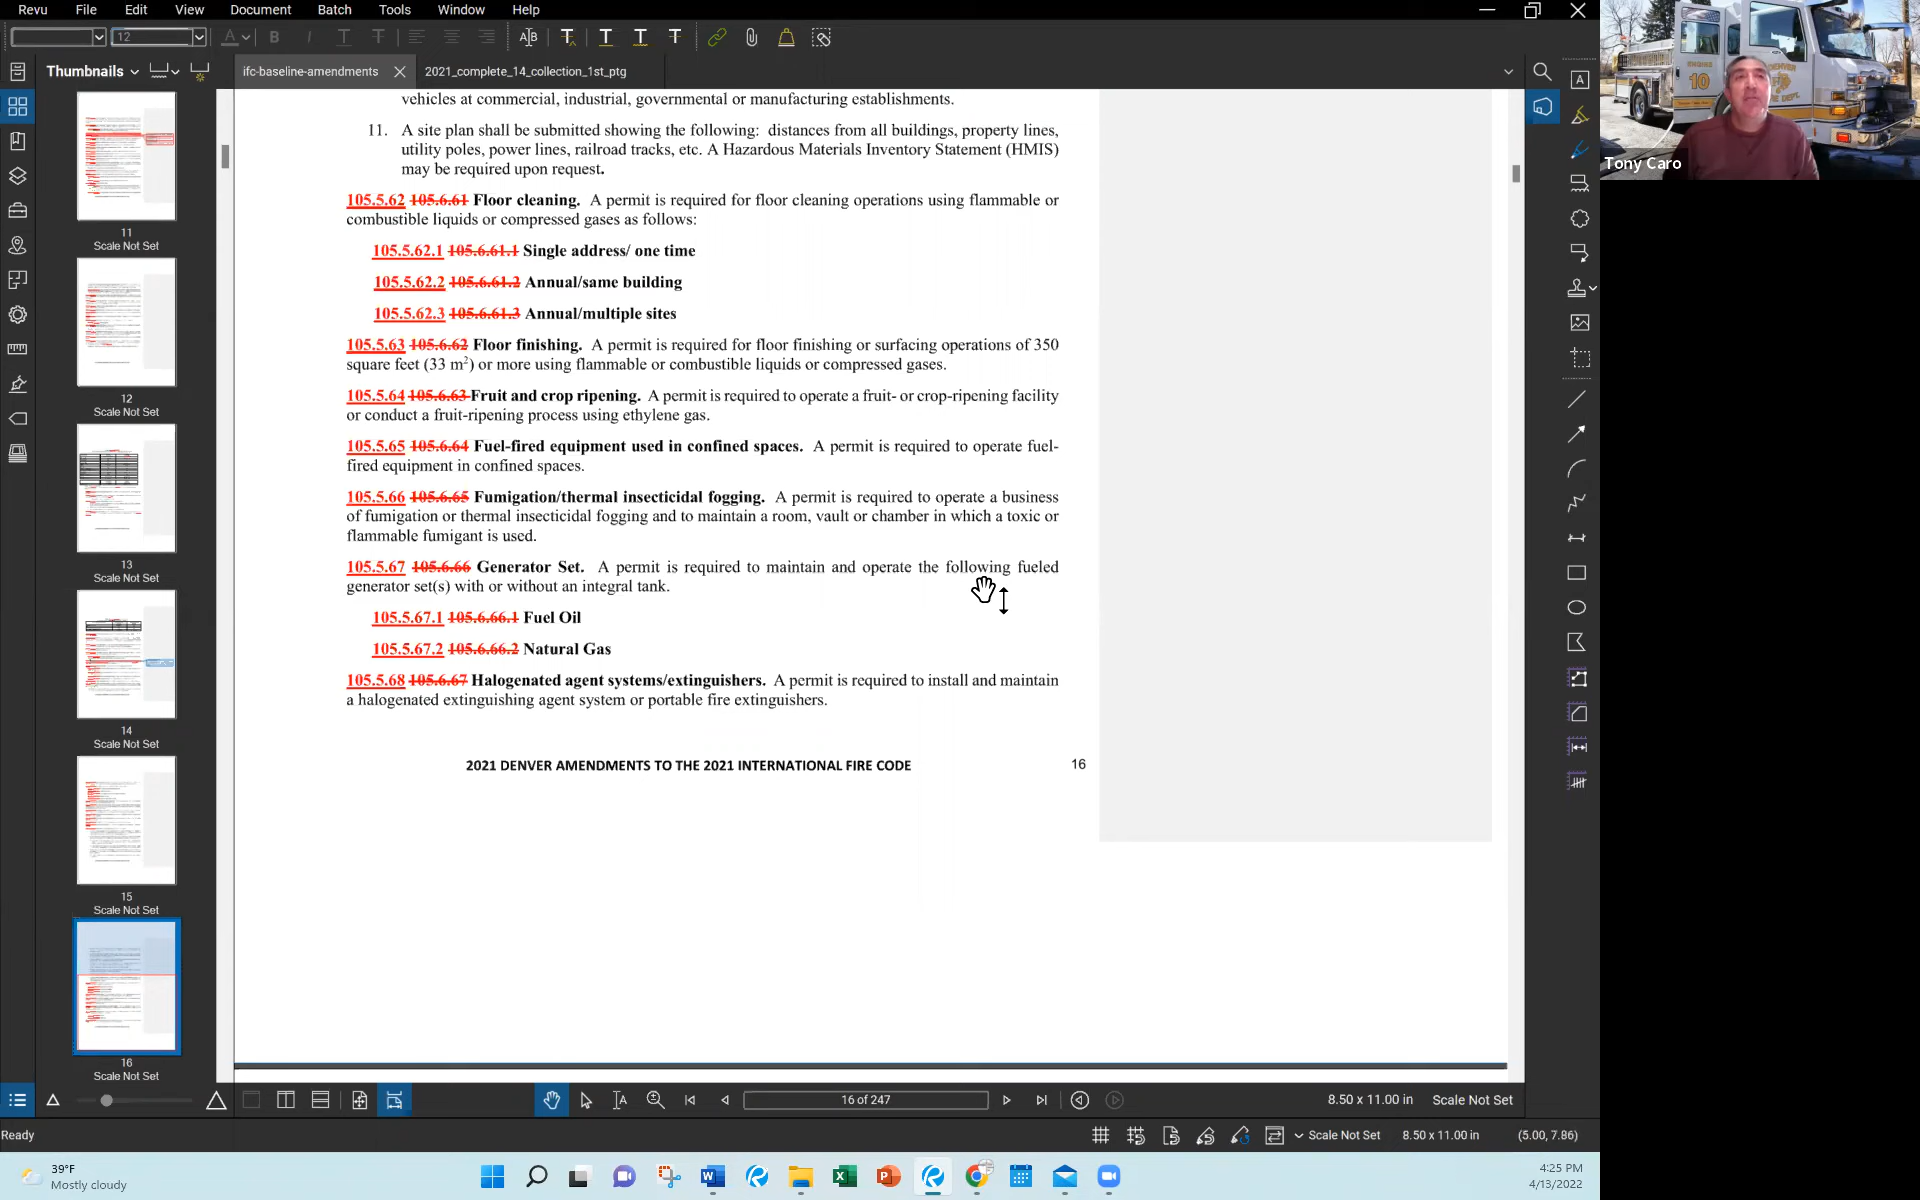 Revu File Edit View Document Batch Tools Window Help
12
Thumbnails
ifc-baseline-amendments 2021_complete_14_collection_1st_ptg
vehicles at commercial, industrial, governmental or manufacturing establishments.
11. A site plan shall be submitted showing the following: distances from all buildings, property lines,
utility poles, power lines, railroad tracks, etc. A Hazardous Materials Inventory Statement (HMIS)
may be required upon request.
105.5.62 105.6.61 Floor cleaning. A permit is required for floor cleaning operations using flammable or
combustible liquids or compressed gases as follows:
105.5.62.1 105.6.61.1 Single address/ one time
105.5.62.2 105.6.61.2 Annual/same building
105.5.62.3 105.6.61.3 Annual/multiple sites
105.5.63 105.6.62 Floor finishing. A permit is required for floor finishing or surfacing operations of 350
square feet (33 m²) or more using flammable or combustible liquids or compressed gases.
105.5.64 105.6.63 Fruit and crop ripening. A permit is required to operate a fruit- or crop-ripening facility
or conduct a fruit-ripening process using ethylene gas.
105.5.65 105.6.64 Fuel-fired equipment used in confined spaces. A permit is required to operate fuel-
fired equipment in confined spaces.
105.5.66 105.6.65 Fumigation/thermal insecticidal fogging. A permit is required to operate a business
of fumigation or thermal insecticidal fogging and to maintain a room, vault or chamber in which a toxic or
flammable fumigant is used.
105.5.67 105.6.66 Generator Set. A permit is required to maintain and operate the following fueled
generator set(s) with or without an integral tank.
105.5.67.1 105.6.66.1 Fuel Oil
105.5.67.2 105.6.66.2 Natural Gas
105.5.68 105.6.67 Halogenated agent systems/extinguishers. A permit is required to install and maintain
a halogenated extinguishing agent system or portable fire extinguishers.
2021 DENVER AMENDMENTS TO THE 2021 INTERNATIONAL FIRE CODE 16
11
Scale Not Set
12
Scale Not Set
13
Scale Not Set
14
Scale Not Set
15
Scale Not Set
16
Scale Not Set
10
Tony Caro
16 of 247
8.50 x 11.00 in Scale Not Set
Ready
Scale Not Set 8.50 x 11.00 in (5.00, 7.86)
39°F
Mostly cloudy
4:25 PM
4/13/2022